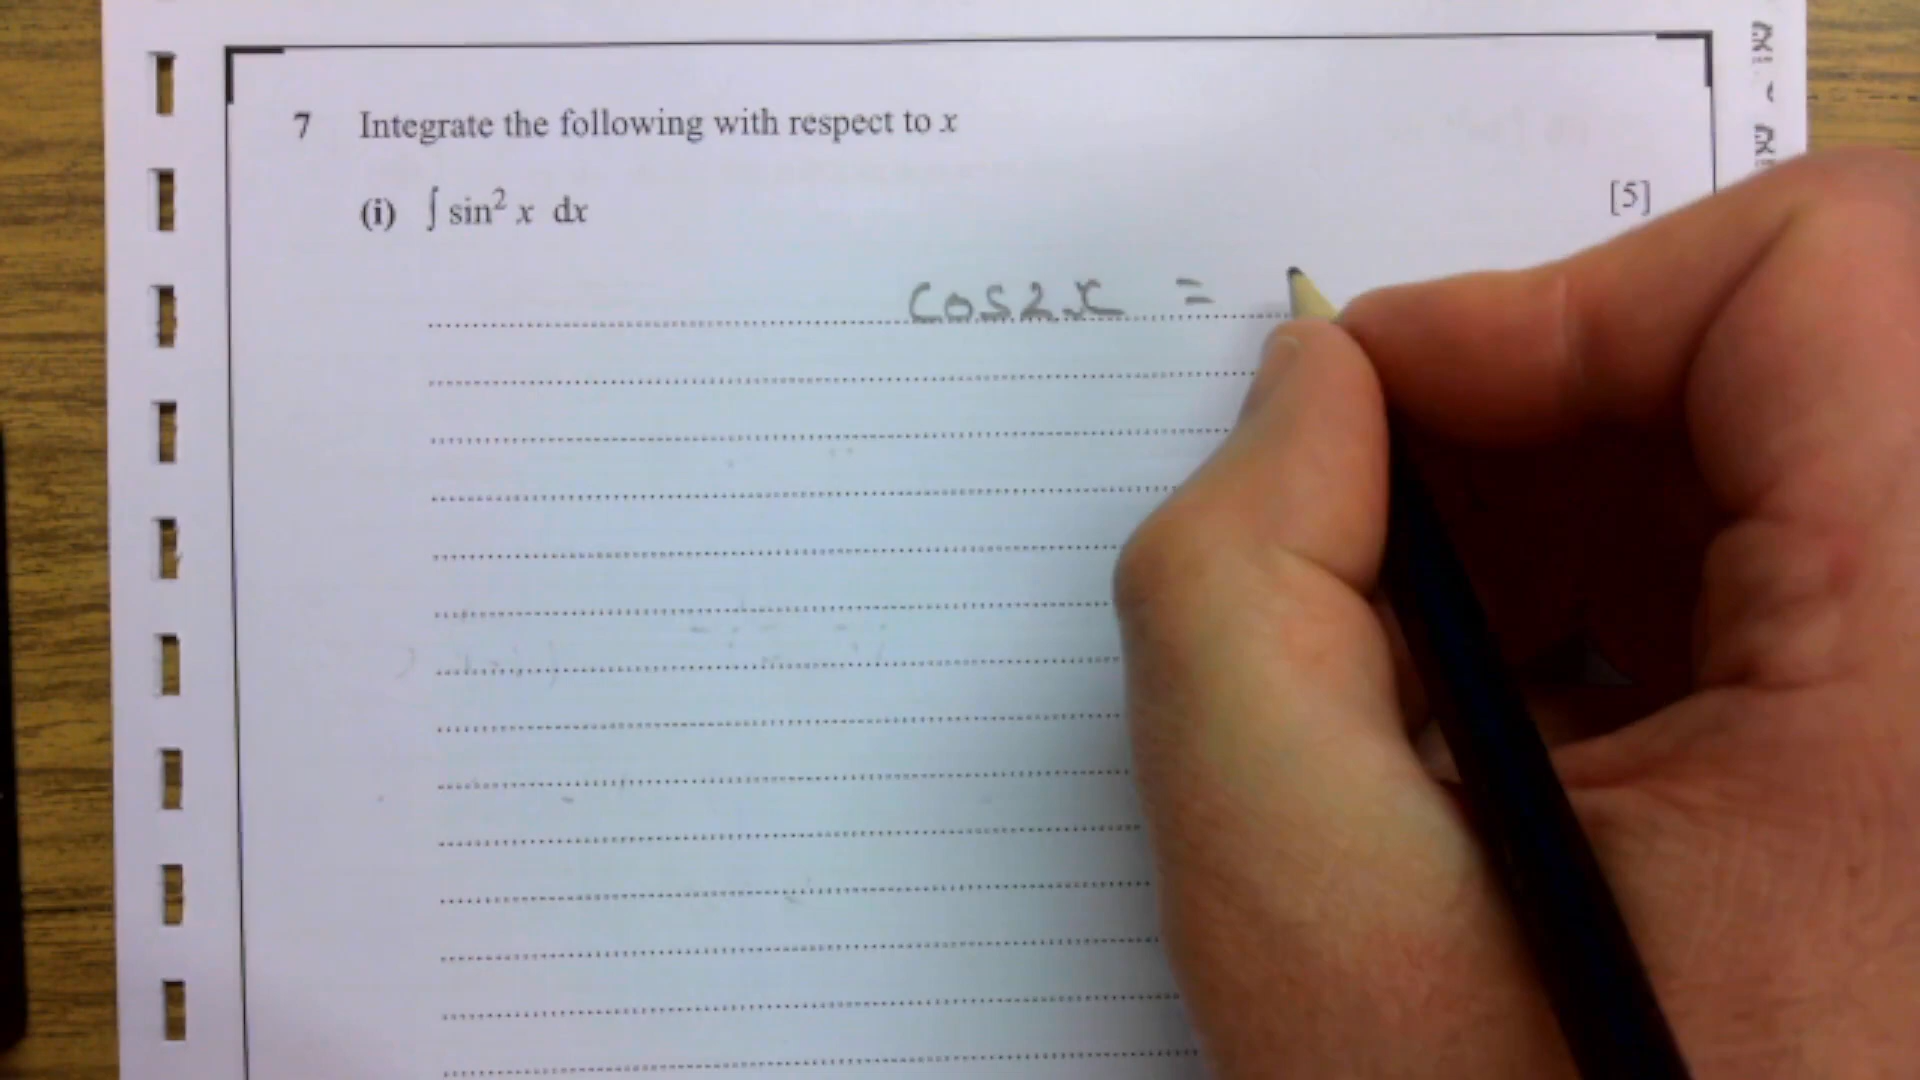 7 Integrate the following with respect to x
(i) ∫ sin² x dx [5]
cos2x =